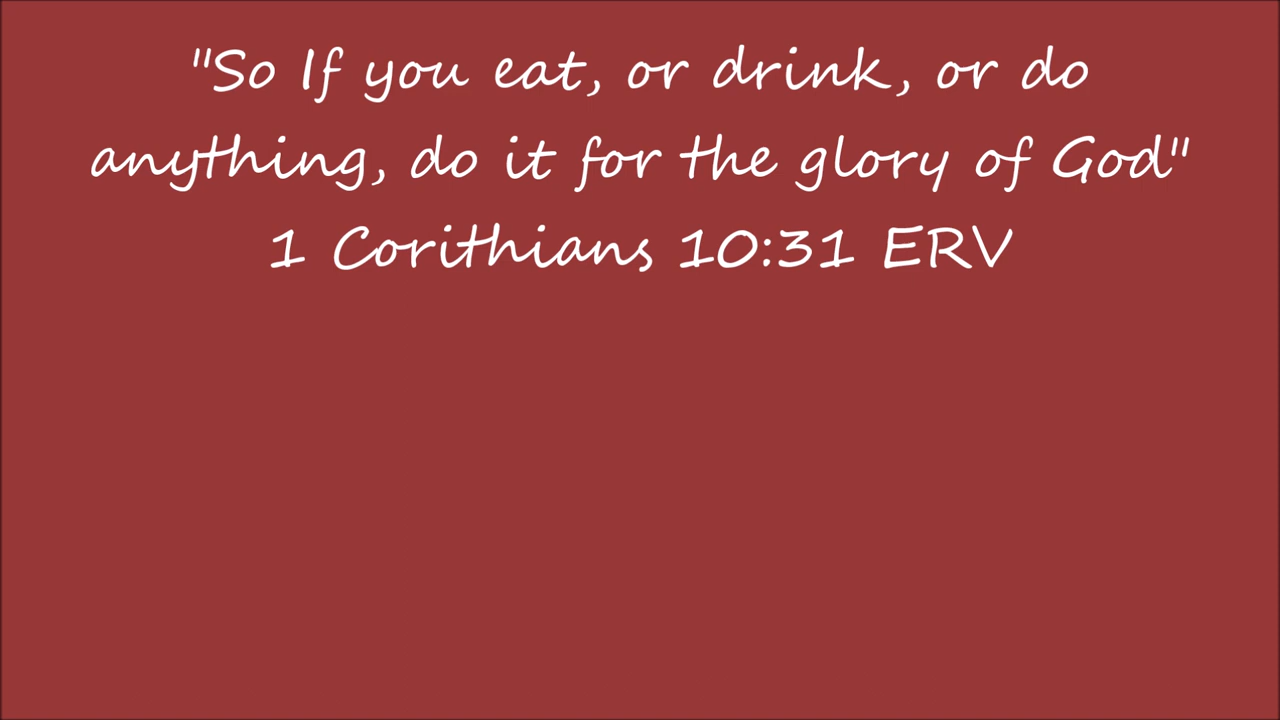 "So If you eat, or drink, or do
anything, do it for the glory of God"
1 Corithians 10:31 ERV